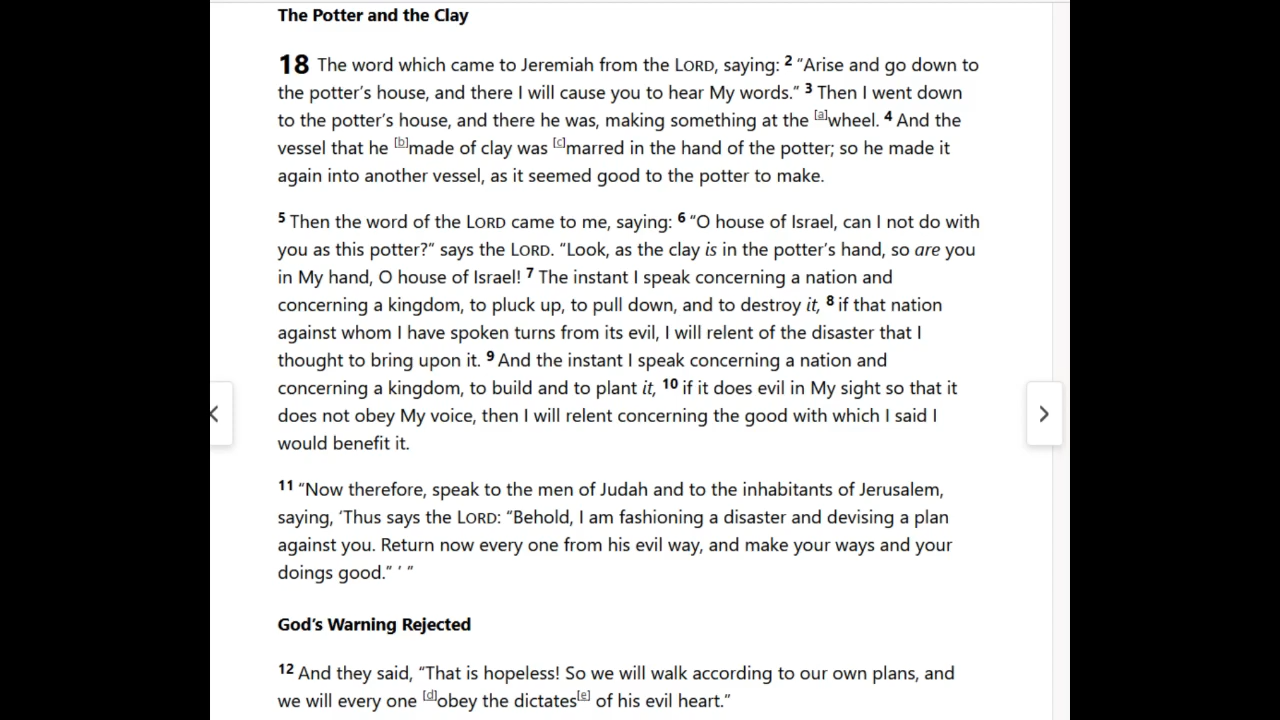 The Potter and the Clay
18 The word which came to Jeremiah from the LORD, saying: 2 “Arise and go down to
the potter’s house, and there I will cause you to hear My words.” 3 Then I went down
to the potter’s house, and there he was, making something at the [a]wheel. 4 And the
vessel that he [b]made of clay was [c]marred in the hand of the potter; so he made it
again into another vessel, as it seemed good to the potter to make.
5 Then the word of the LORD came to me, saying: 6 “O house of Israel, can I not do with
you as this potter?” says the LORD. “Look, as the clay is in the potter’s hand, so are you
in My hand, O house of Israel! 7 The instant I speak concerning a nation and
concerning a kingdom, to pluck up, to pull down, and to destroy it, 8 if that nation
against whom I have spoken turns from its evil, I will relent of the disaster that I
thought to bring upon it. 9 And the instant I speak concerning a nation and
concerning a kingdom, to build and to plant it, 10 if it does evil in My sight so that it
does not obey My voice, then I will relent concerning the good with which I said I
would benefit it.
11 “Now therefore, speak to the men of Judah and to the inhabitants of Jerusalem,
saying, ‘Thus says the LORD: “Behold, I am fashioning a disaster and devising a plan
against you. Return now every one from his evil way, and make your ways and your
doings good.” ’ ”
God’s Warning Rejected
12 And they said, “That is hopeless! So we will walk according to our own plans, and
we will every one [d]obey the dictates[e] of his evil heart.”